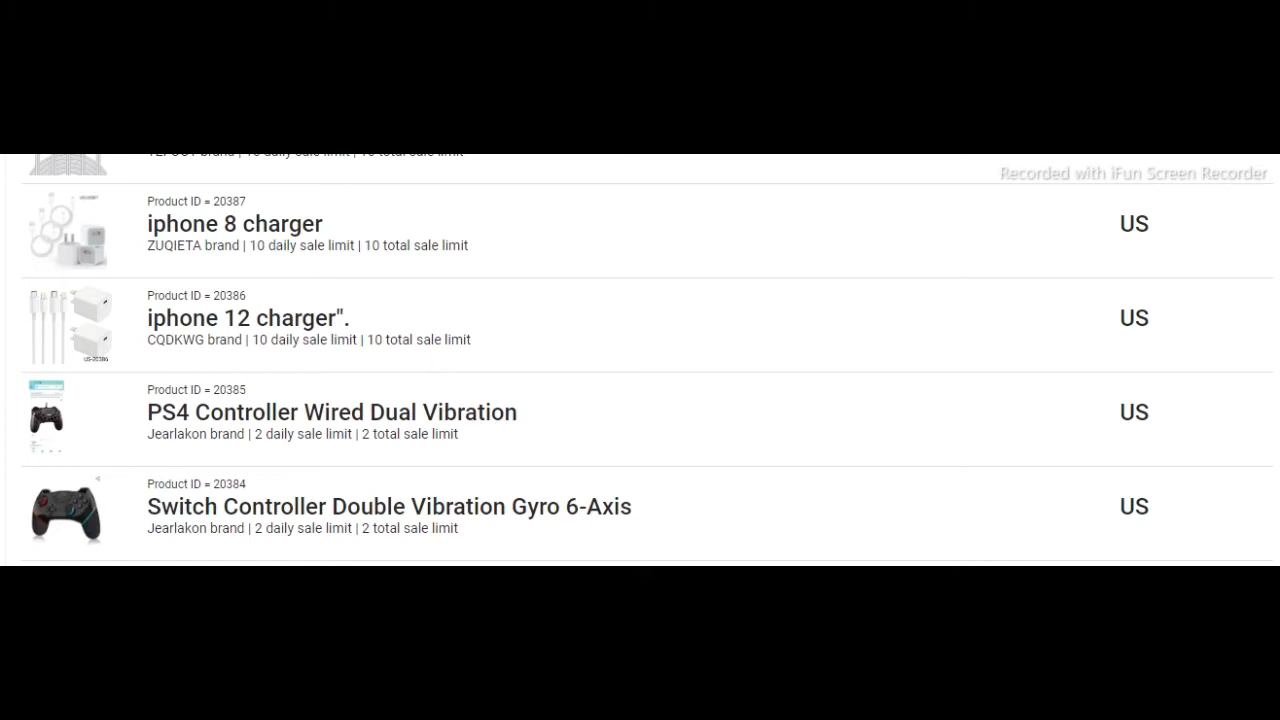 Recorded with iFun Screen Recorder
Product ID = 20387
iphone 8 charger
US
ZUQIETA brand | 10 daily sale limit | 10 total sale limit
Product ID = 20386
iphone 12 charger".
US
CQDKWG brand | 10 daily sale limit | 10 total sale limit
US-20386
Product ID = 20385
PS4 Controller Wired Dual Vibration
US
Jearlakon brand | 2 daily sale limit | 2 total sale limit
Product ID = 20384
Switch Controller Double Vibration Gyro 6-Axis
US
Jearlakon brand | 2 daily sale limit | 2 total sale limit